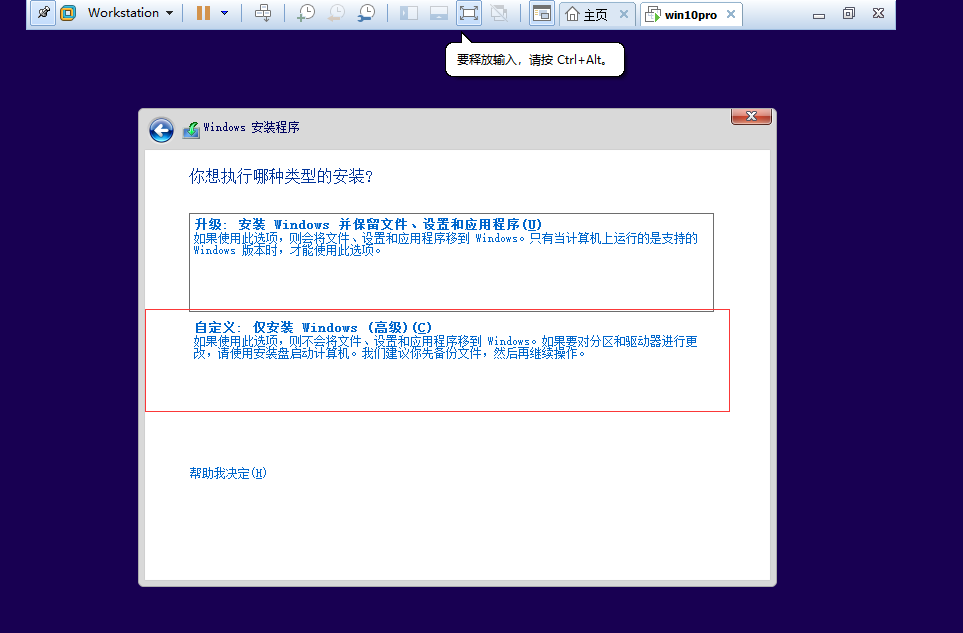 Workstation
主页
win10pro
要释放输入，请按 Ctrl+Alt。
Windows 安装程序
你想执行哪种类型的安装?
升级: 安装 Windows 并保留文件、设置和应用程序(U)
如果使用此选项，则会将文件、设置和应用程序移到 Windows。只有当计算机上运行的是支持的
Windows 版本时，才能使用此选项。
自定义: 仅安装 Windows (高级)(C)
如果使用此选项，则不会将文件、设置和应用程序移到 Windows。如果要对分区和驱动器进行更
改，请使用安装盘启动计算机。我们建议你先备份文件，然后再继续操作。
帮助我决定(H)